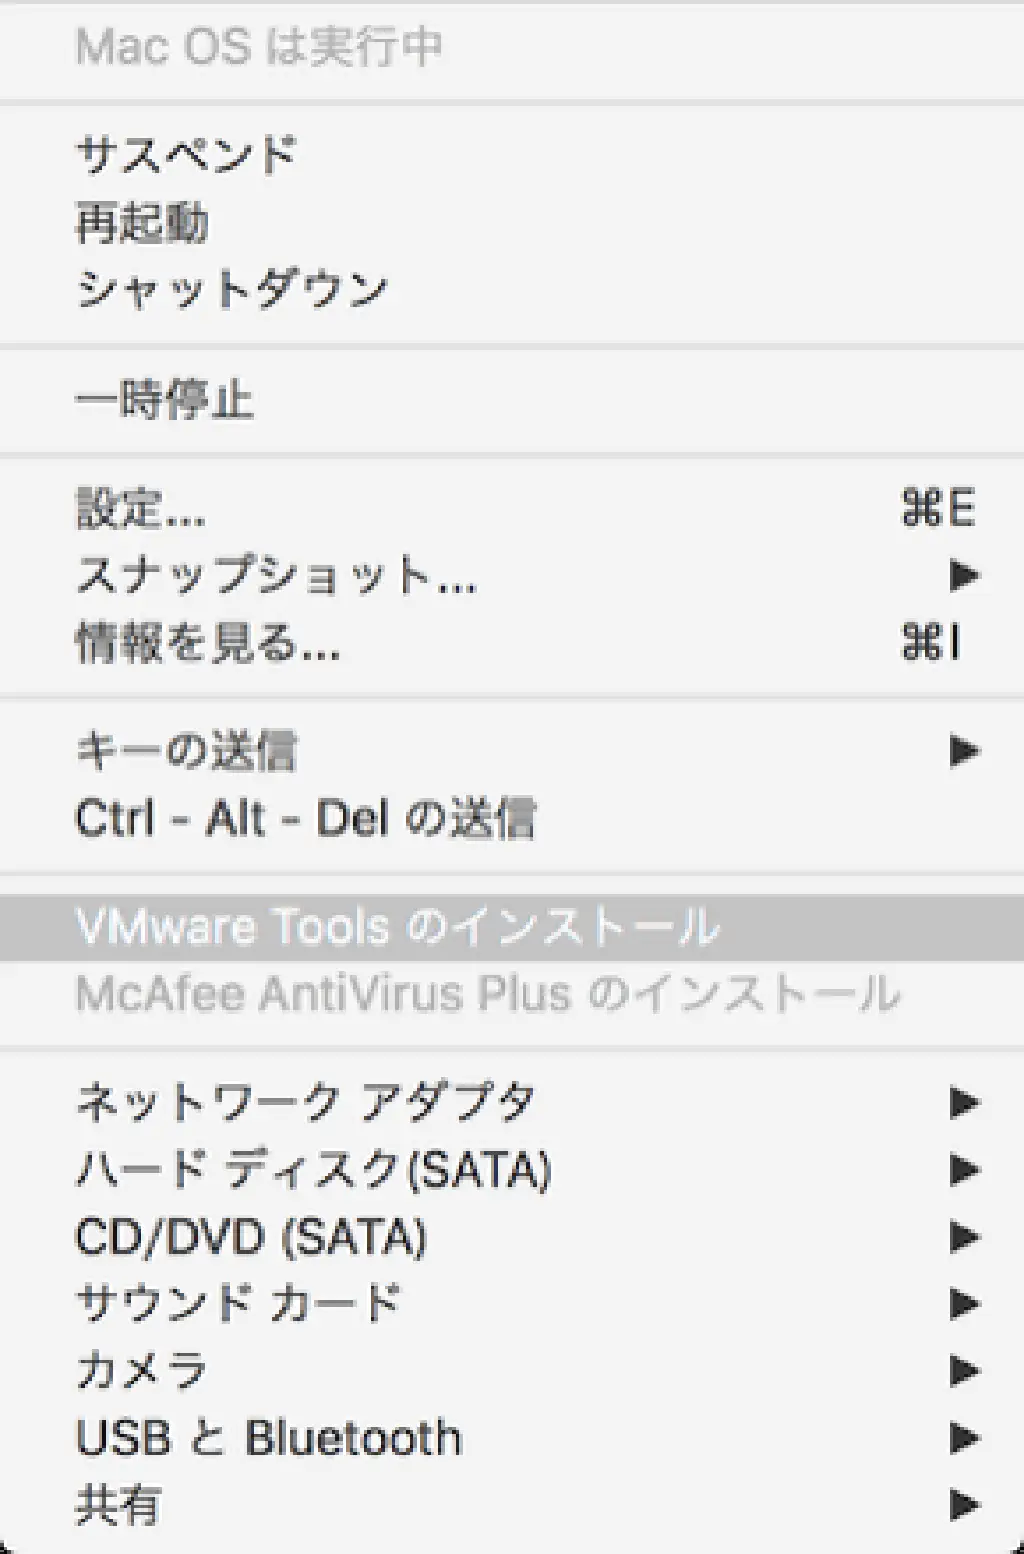 Mac OS は実行中
サスペンド
再起動
シャットダウン
一時停止
設定... ⌘E
スナップショット... ▶
情報を見る... ⌘I
キーの送信 ▶
Ctrl - Alt - Del の送信
VMware Tools のインストール
McAfee AntiVirus Plus のインストール
ネットワーク アダプタ ▶
ハード ディスク(SATA) ▶
CD/DVD (SATA) ▶
サウンド カード ▶
カメラ ▶
USB と Bluetooth ▶
共有 ▶